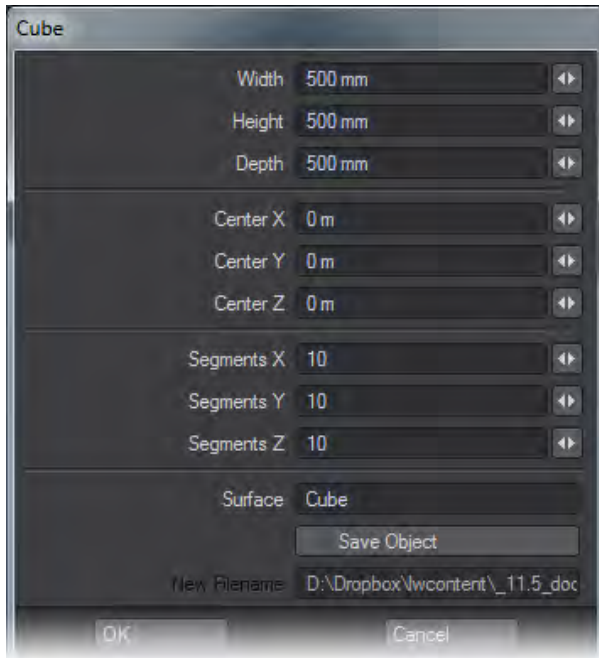 Cube
Width 500 mm
Height 500 mm
Depth 500 mm
Center X 0 m
Center Y 0 m
Center Z 0 m
Segments X 10
Segments Y 10
Segments Z 10
Surface Cube
Save Object
New Filename D:\Dropbox\lwcontent\_11.5_doc
OK Cancel